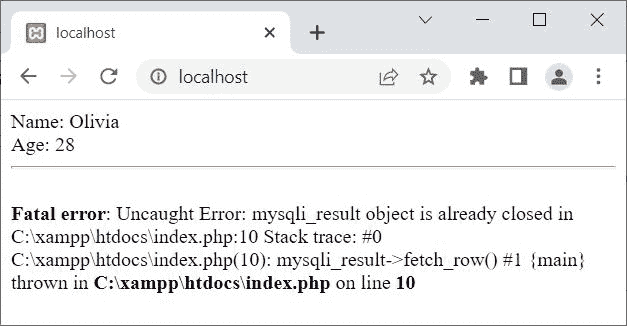 localhost
localhost
Name: Olivia
Age: 28
Fatal error: Uncaught Error: mysqli_result object is already closed in
C:\xampp\htdocs\index.php:10 Stack trace: #0
C:\xampp\htdocs\index.php(10): mysqli_result->fetch_row() #1 {main}
thrown in C:\xampp\htdocs\index.php on line 10